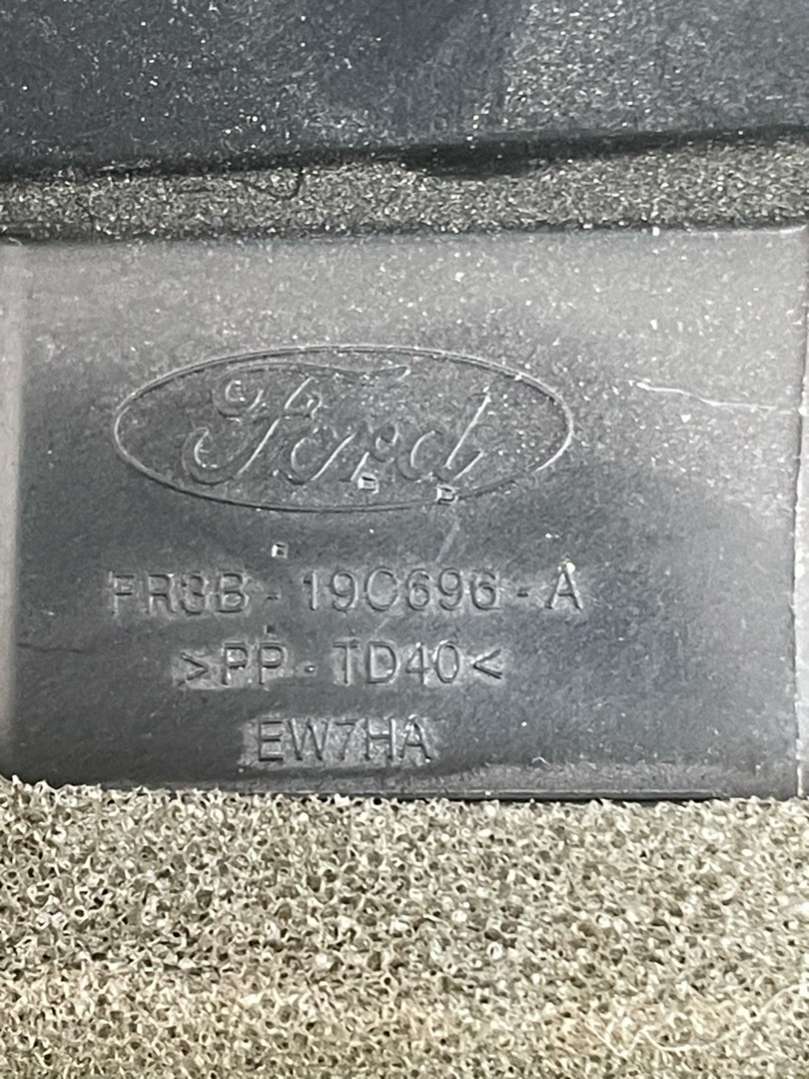 Ford
FR3B - 19C696 - A
>PP - TD40<
EW7HA